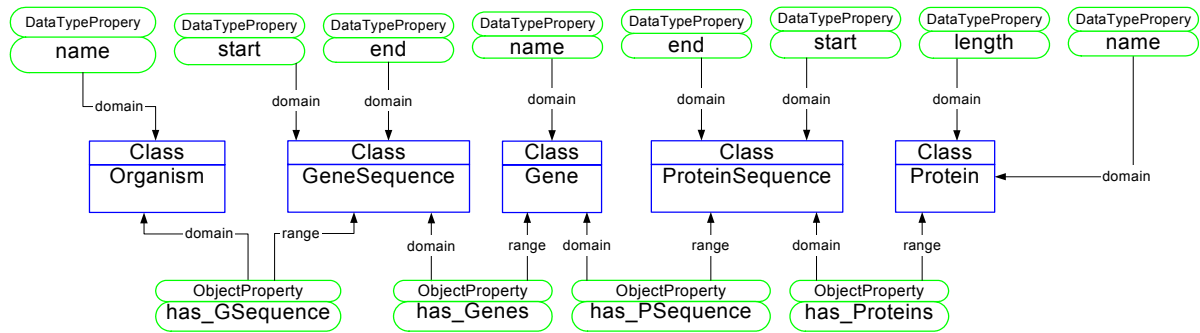 DataTypePropery
name
DataTypePropery
start
DataTypePropery
end
DataTypePropery
name
DataTypePropery
end
DataTypePropery
start
DataTypePropery
length
DataTypePropery
name
domain
domain
domain
domain
domain
domain
domain
domain
Class
Organism
Class
GeneSequence
Class
Gene
Class
ProteinSequence
Class
Protein
domain
range
domain
range
domain
range
domain
range
ObjectProperty
has_GSequence
ObjectProperty
has_Genes
ObjectProperty
has_PSequence
ObjectProperty
has_Proteins